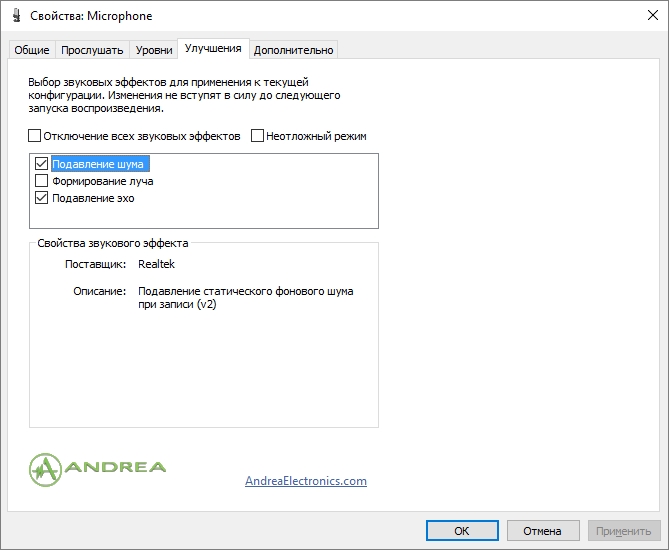 Свойства: Microphone
Общие Прослушать Уровни Улучшения Дополнительно
Выбор звуковых эффектов для применения к текущей
конфигурации. Изменения не вступят в силу до следующего
запуска воспроизведения.
Отключение всех звуковых эффектов Неотложный режим
Подавление шума
Формирование луча
Подавление эхо
Свойства звукового эффекта
Поставщик: Realtek
Описание: Подавление статического фонового шума
при записи (v2)
ANDREA
AndreaElectronics.com
ОК Отмена Применить